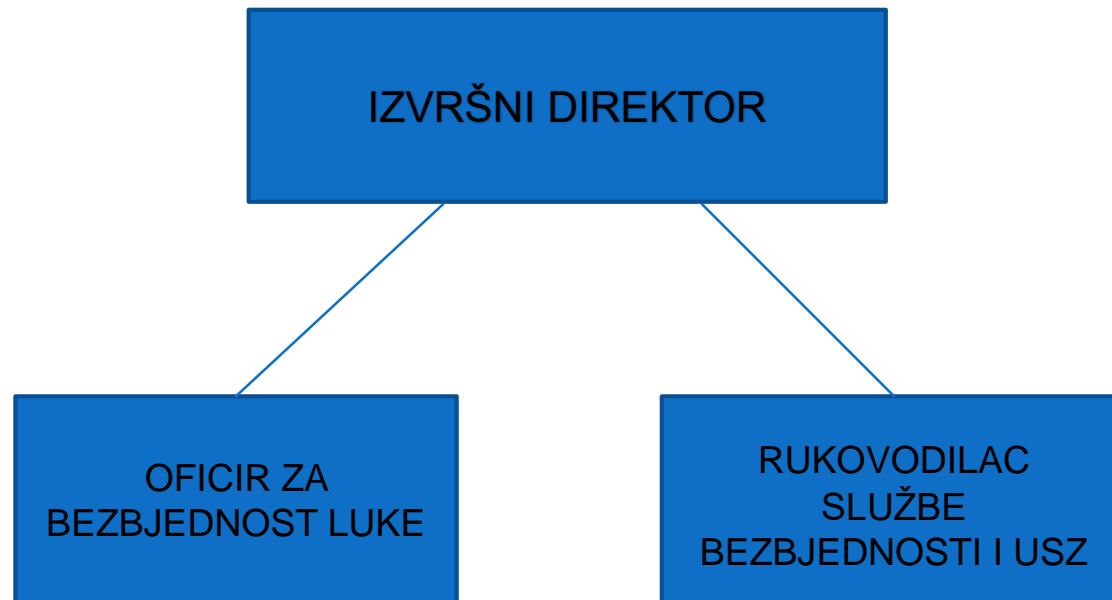 IZVRŠNI DIREKTOR
OFICIR ZA
BEZBJEDNOST LUKE
RUKOVODILAC
SLUŽBE
BEZBJEDNOSTI I USZ